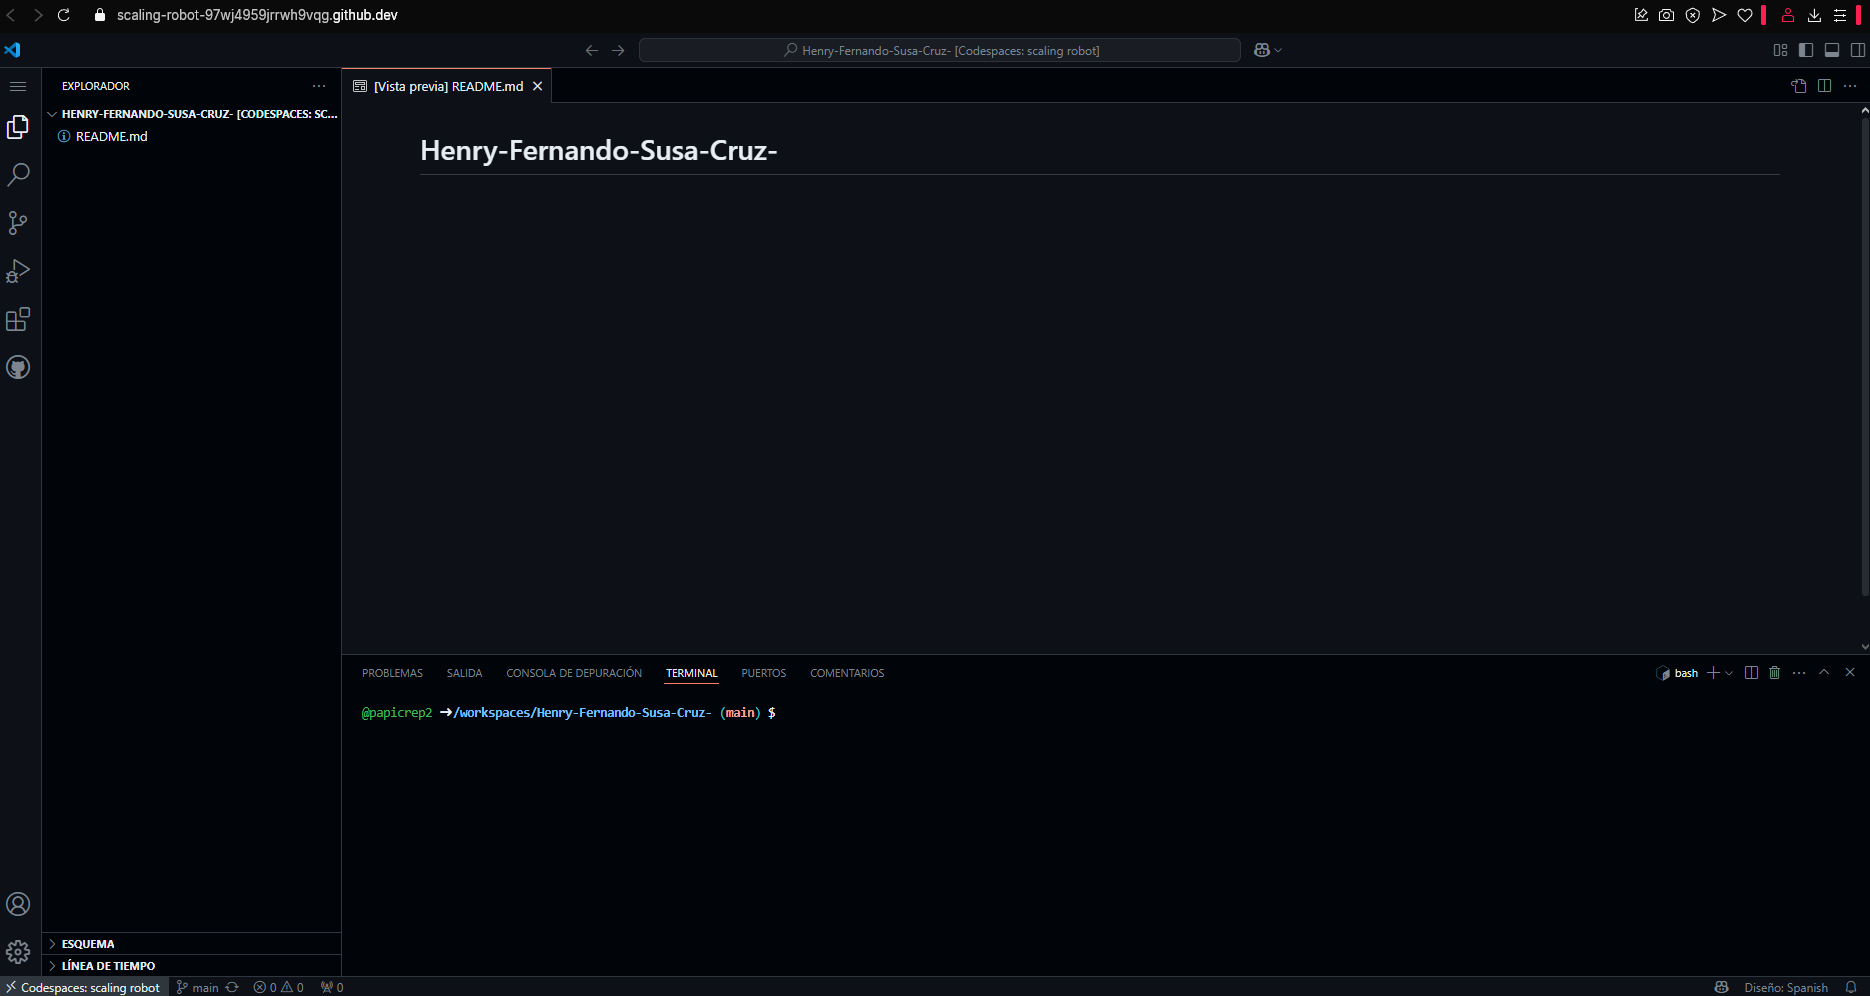 scaling-robot-97wj4959jrrwh9vqg.github.dev
Henry-Fernando-Susa-Cruz- [Codespaces: scaling robot]
EXPLORADOR
[Vista previa] README.md
HENRY-FERNANDO-SUSA-CRUZ- [CODESPACES: SC...
README.md
Henry-Fernando-Susa-Cruz-
PROBLEMAS SALIDA CONSOLA DE DEPURACIÓN TERMINAL PUERTOS COMENTARIOS
bash
@papicrep2 ➜/workspaces/Henry-Fernando-Susa-Cruz- (main) $
ESQUEMA
LÍNEA DE TIEMPO
Codespaces: scaling robot main 0 0 0 Diseño: Spanish